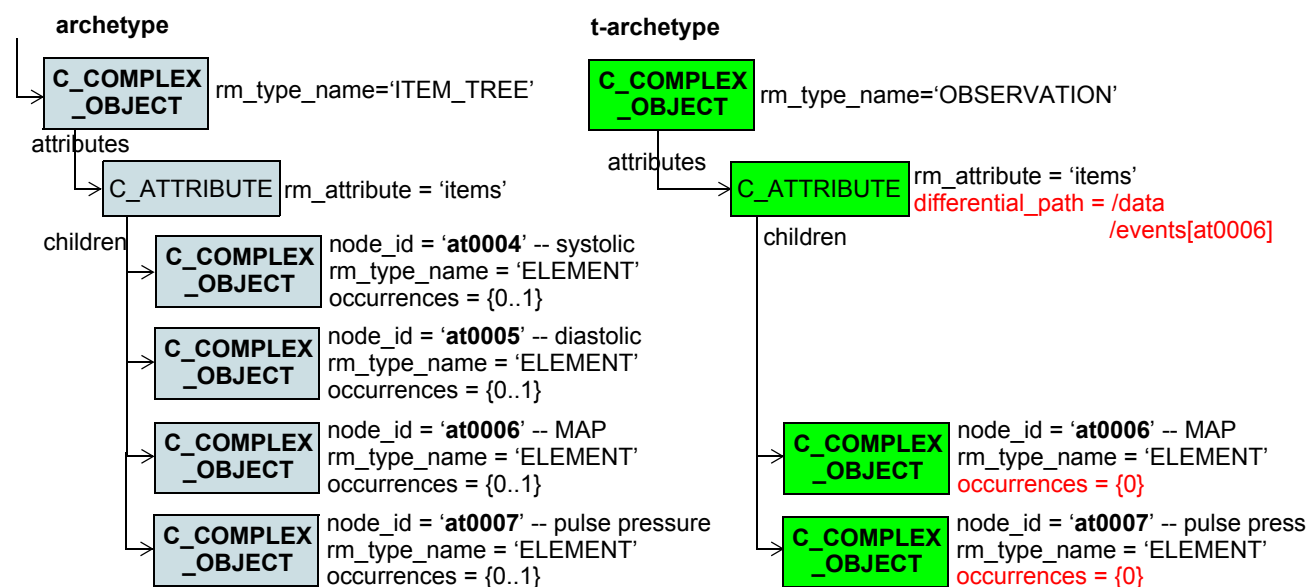 archetype
C_COMPLEX
_OBJECT
rm_type_name=‘ITEM_TREE’
attributes
C_ATTRIBUTE
rm_attribute = ‘items’
children
C_COMPLEX
_OBJECT
node_id = ‘at0004’ -- systolic
rm_type_name = ‘ELEMENT’
occurrences = {0..1}
C_COMPLEX
_OBJECT
node_id = ‘at0005’ -- diastolic
rm_type_name = ‘ELEMENT’
occurrences = {0..1}
C_COMPLEX
_OBJECT
node_id = ‘at0006’ -- MAP
rm_type_name = ‘ELEMENT’
occurrences = {0..1}
C_COMPLEX
_OBJECT
node_id = ‘at0007’ -- pulse pressure
rm_type_name = ‘ELEMENT’
occurrences = {0..1}
t-archetype
C_COMPLEX
_OBJECT
rm_type_name=‘OBSERVATION’
attributes
C_ATTRIBUTE
rm_attribute = ‘items’
differential_path = /data
/events[at0006]
children
C_COMPLEX
_OBJECT
node_id = ‘at0006’ -- MAP
rm_type_name = ‘ELEMENT’
occurrences = {0}
C_COMPLEX
_OBJECT
node_id = ‘at0007’ -- pulse press
rm_type_name = ‘ELEMENT’
occurrences = {0}